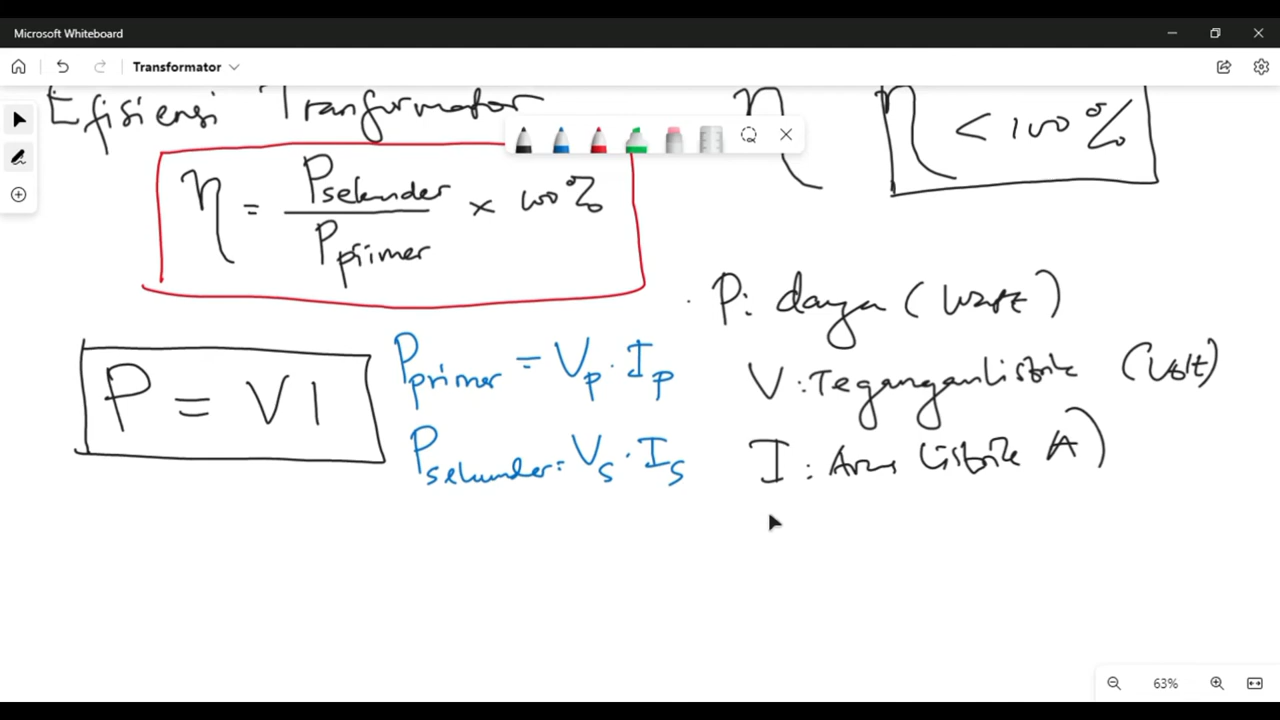 Microsoft Whiteboard
Transformator
Efisiensi Tranformator
η
η < 100%
η = Psekunder / Pprimer × 100%
P: daya (Watt)
P = VI
Pprimer = Vp . Ip
V : Tegangan Listrik (Volt)
Psekunder = Vs . Is
I : Arus Listrik A)
63%